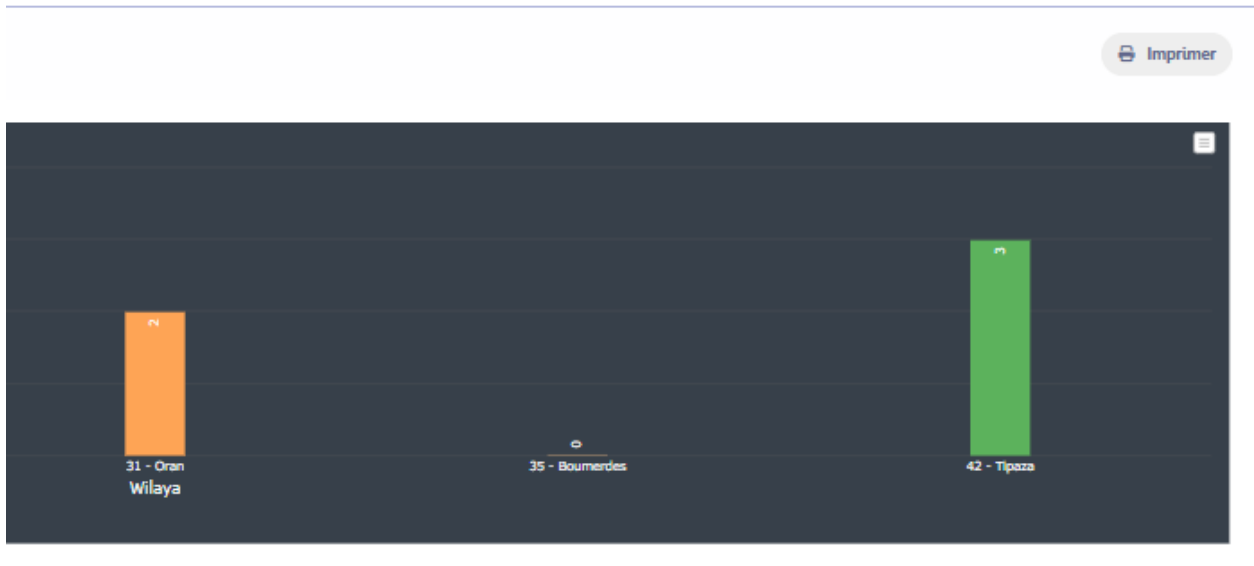 Imprimer
3
2
0
31 - Oran
35 - Boumerdes
42 - Tipaza
Wilaya